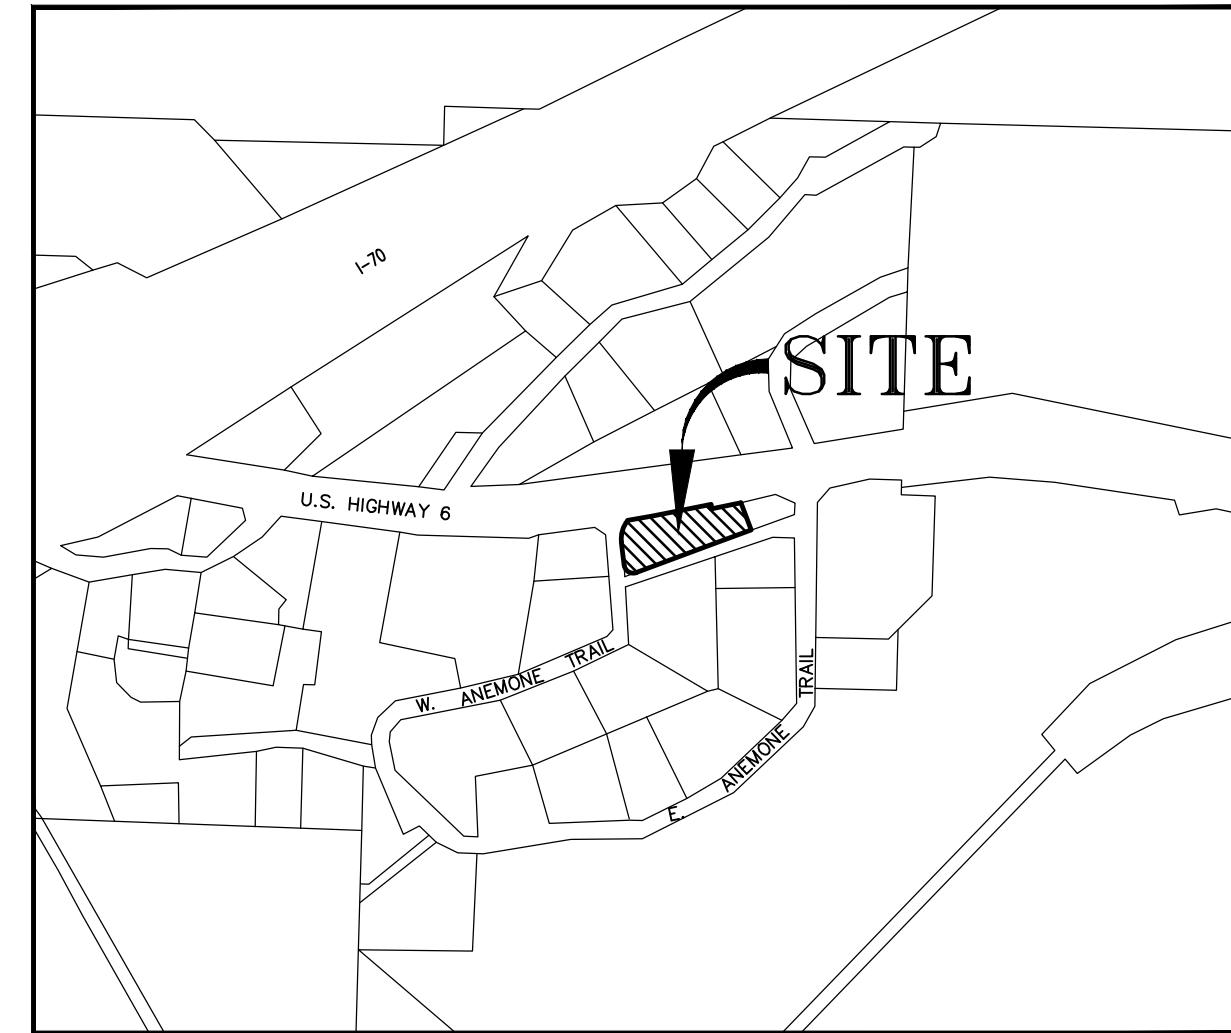 I-70
SITE
U.S. HIGHWAY 6
W. ANEMONE TRAIL
E. ANEMONE TRAIL